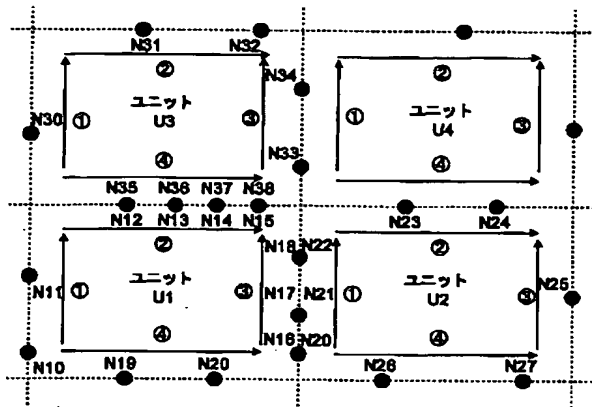 N31 N32
② ②
ユニット ユニット
U3 U4
N30 ① ③ ① ③
N34
④ ④
N33
N35 N36 N37 N38
N12 N13 N14 N15 N23 N24
② ②
N18 N22
ユニット ユニット
U1 U2
N11 ① ③ N17 N21 ① ③ N25
④ ④
N16 N20
N10 N19 N20 N26 N27